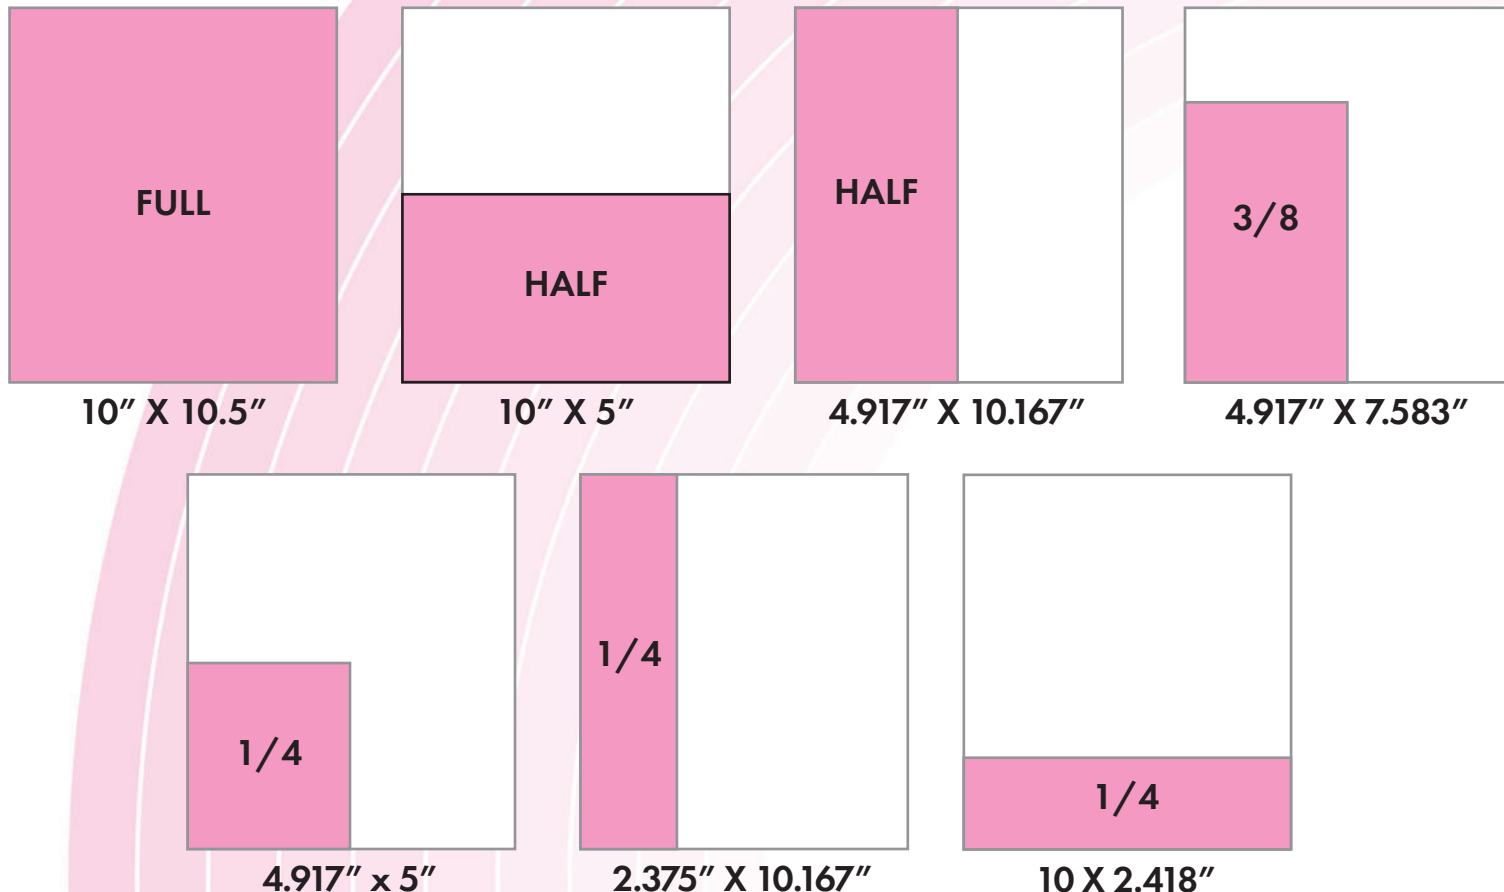 FULL
HALF
HALF
3/8
10″ X 10.5″
10″ X 5″
4.917″ X 10.167″
4.917″ X 7.583″
1/4
1/4
1/4
4.917″ x 5″
2.375″ X 10.167″
10 X 2.418″